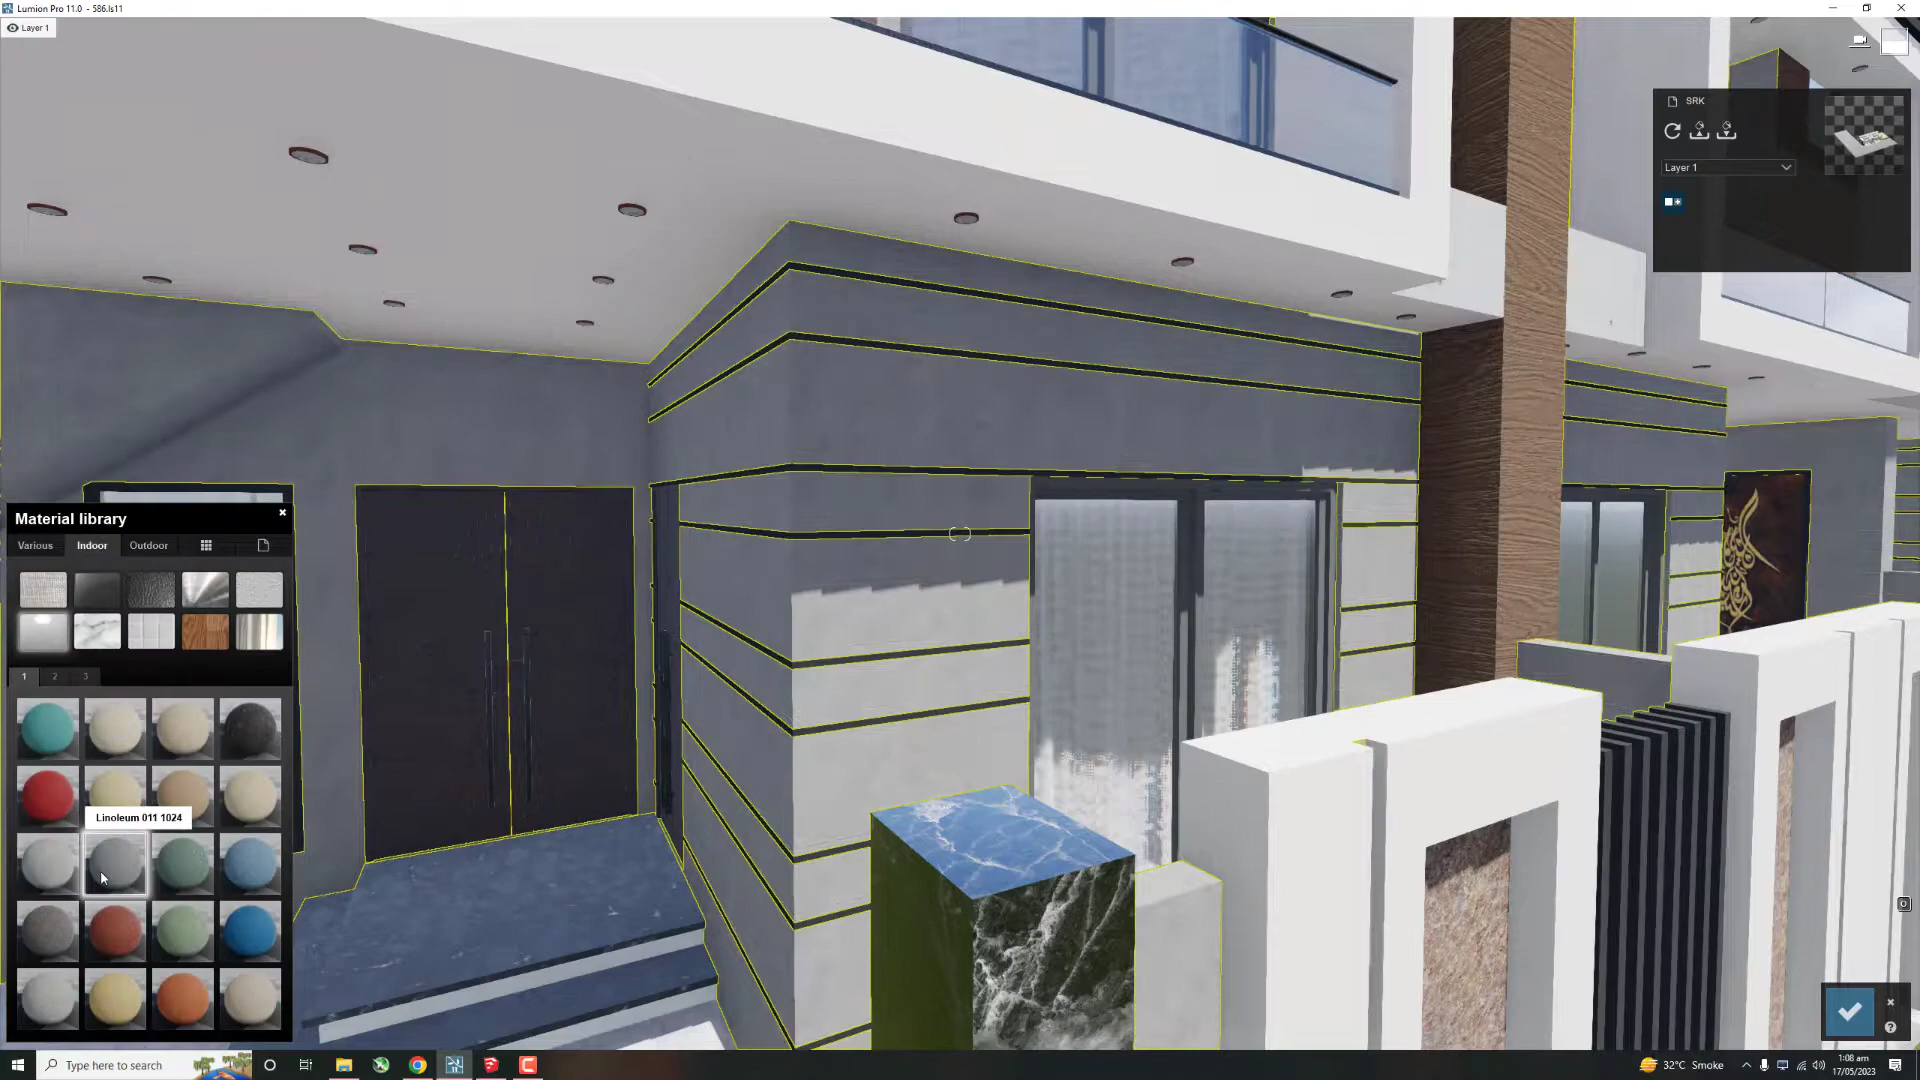 Lumion Pro 11.0 - 586.ls11
Layer 1
SRK
Layer 1
Material library
Various
Indoor
Outdoor
1
2
3
Linoleum 011 1024
Type here to search
32°C Smoke
1:08 am
17/05/2023